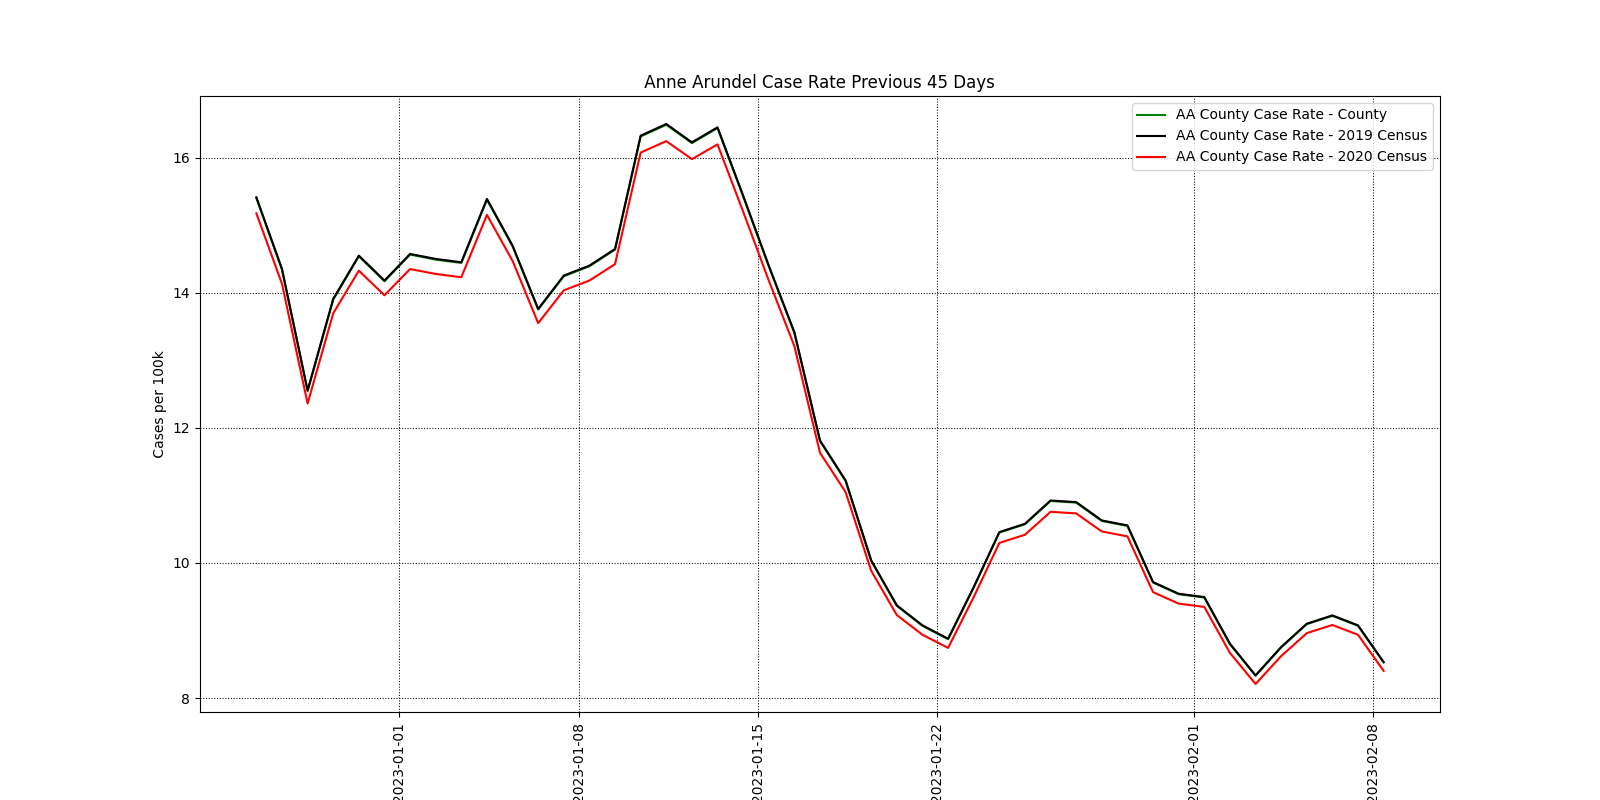 Anne Arundel Case Rate Previous 45 Days
AA County Case Rate - County
AA County Case Rate - 2019 Census
AA County Case Rate - 2020 Census
Cases per 100k
16
14
12
10
8
2023-01-01
2023-01-08
2023-01-15
2023-01-22
2023-02-01
2023-02-08